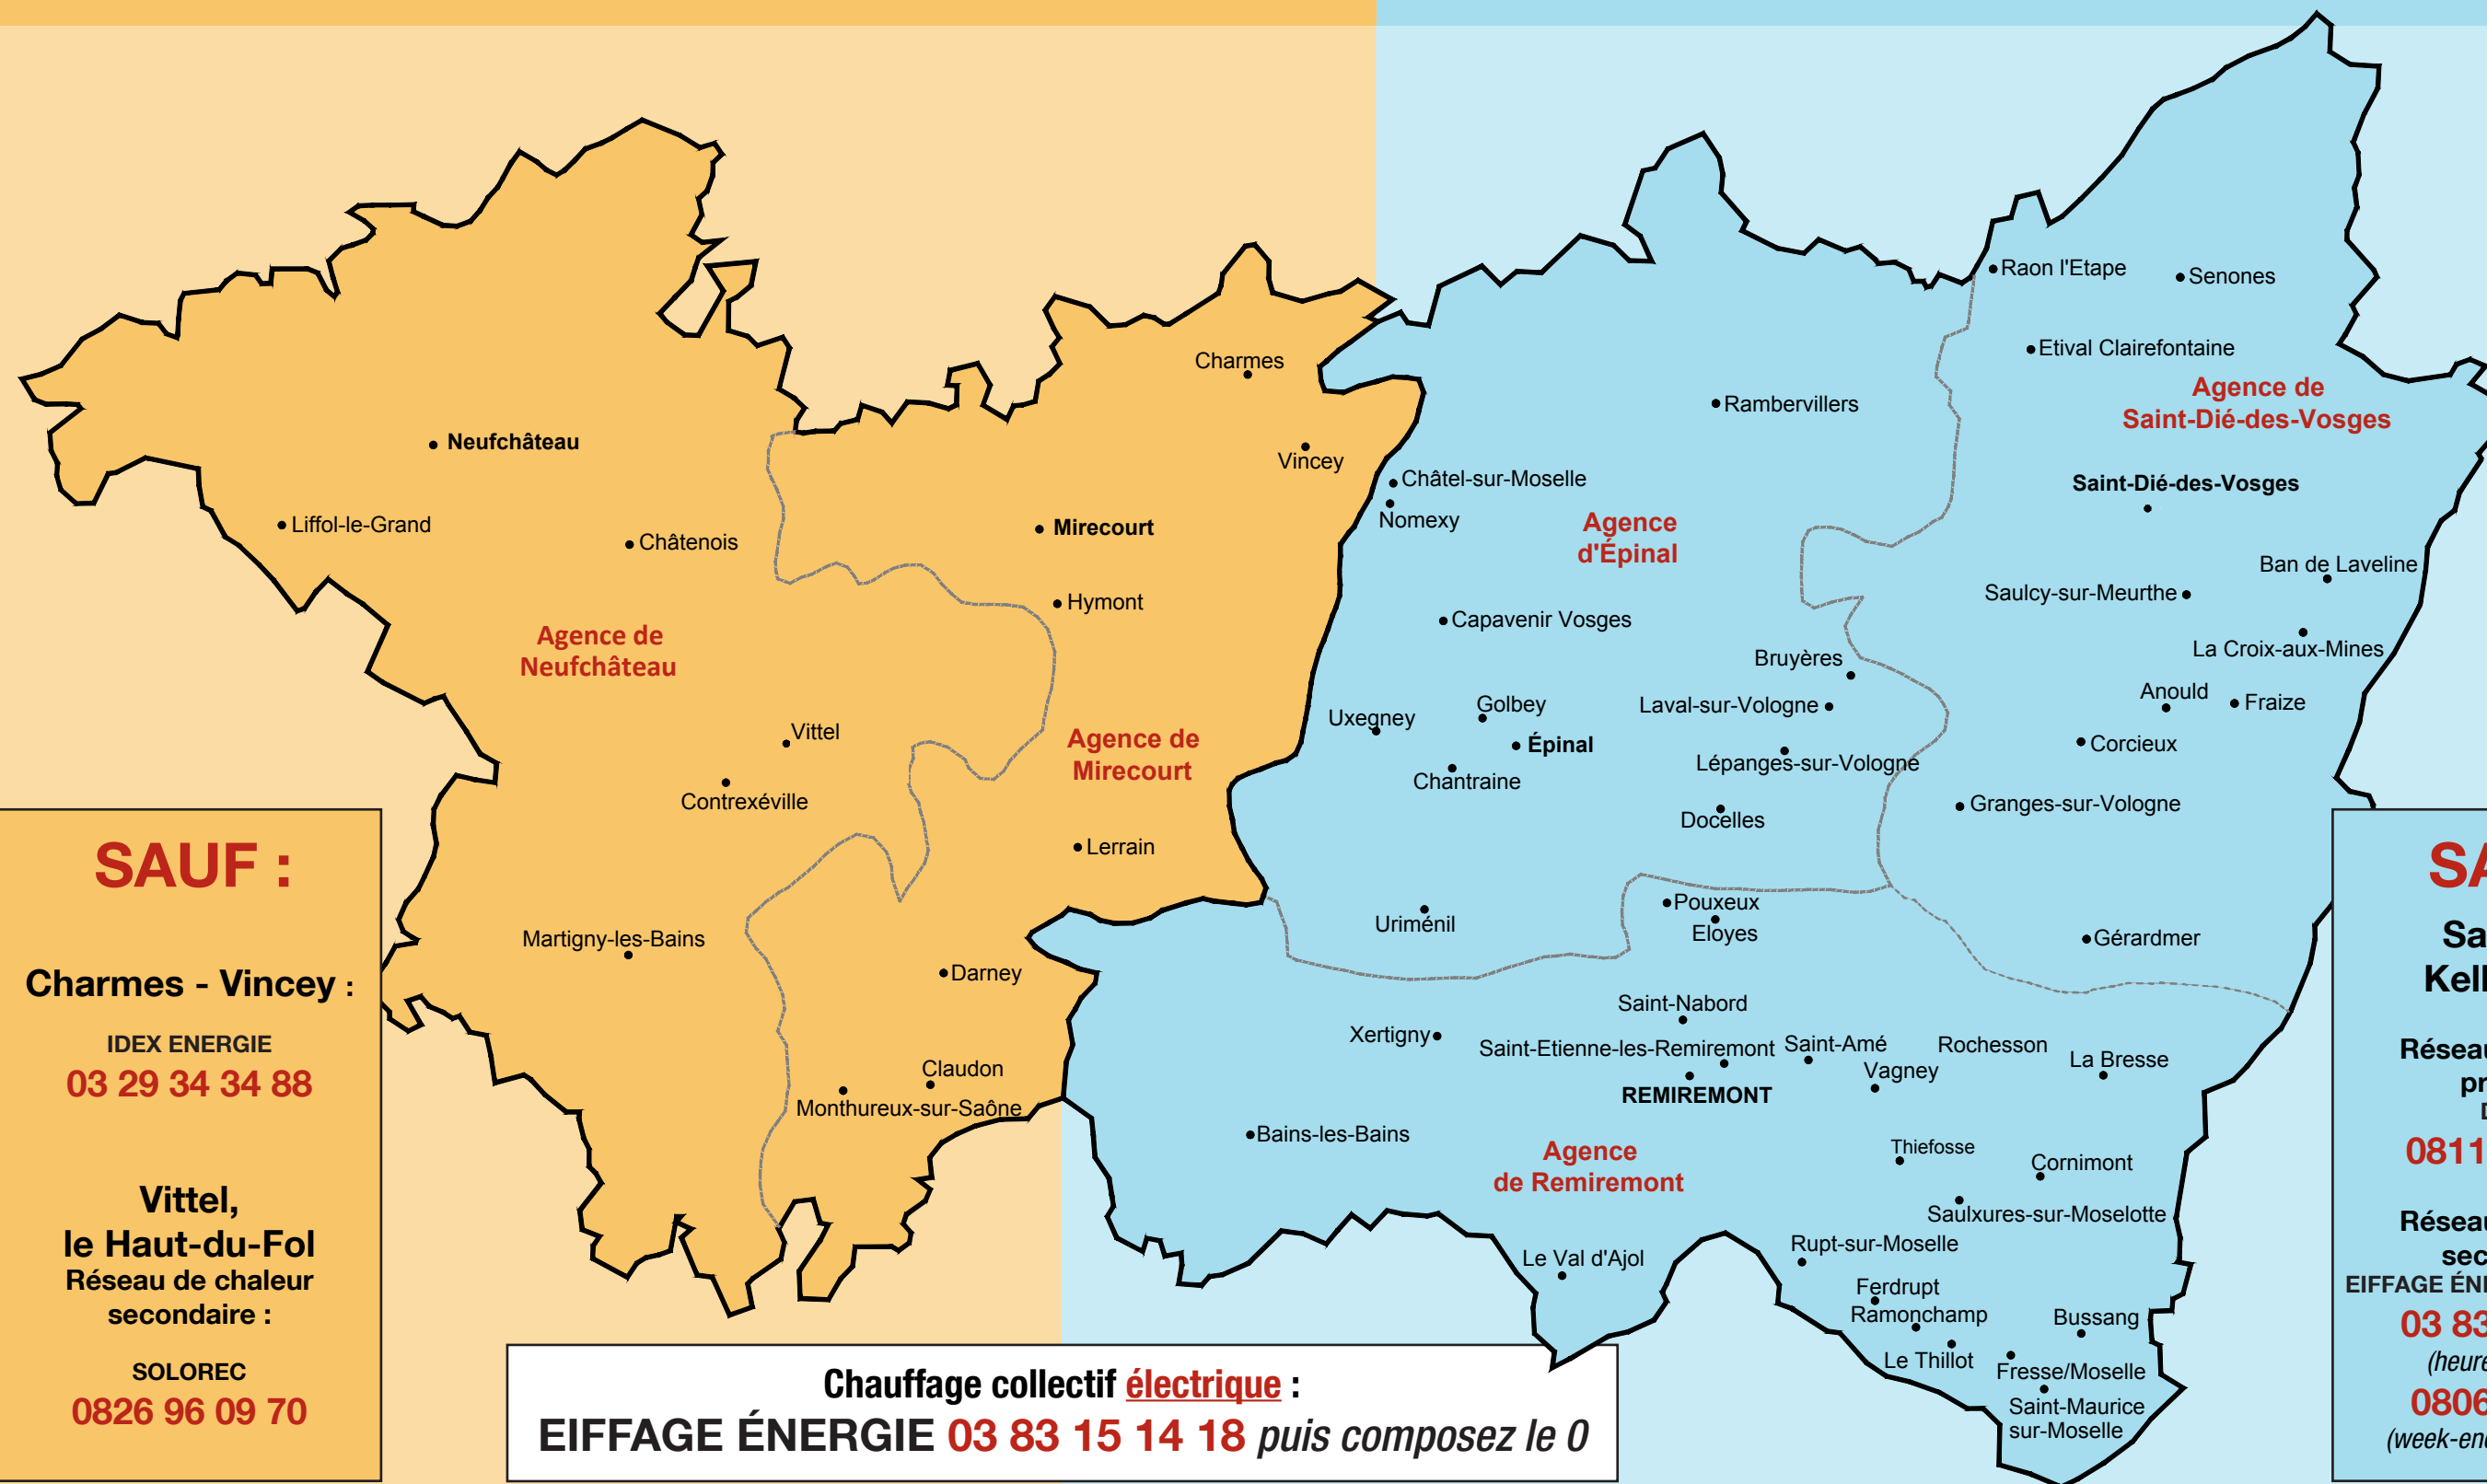 Raon l'Etape
Senones
Etival Clairefontaine
Charmes
Agence de
Saint-Dié-des-Vosges
Rambervillers
Neufchâteau
Vincey
Châtel-sur-Moselle
Saint-Dié-des-Vosges
Nomexy
Liffol-le-Grand
Mirecourt
Agence
d'Épinal
Châtenois
Ban de Laveline
Saulcy-sur-Meurthe
Hymont
Capavenir Vosges
Agence de
Neufchâteau
La Croix-aux-Mines
Bruyères
Anould
Fraize
Golbey
Laval-sur-Vologne
Uxegney
Vittel
Agence de
Mirecourt
Épinal
Corcieux
Lépanges-sur-Vologne
Chantraine
Contrexéville
Granges-sur-Vologne
Docelles
Lerrain
Pouxeux
Uriménil
Eloyes
Martigny-les-Bains
Gérardmer
Darney
Saint-Nabord
Xertigny
Saint-Etienne-les-Remiremont
Saint-Amé
Rochesson
La Bresse
Claudon
Vagney
REMIREMONT
Monthureux-sur-Saône
Bains-les-Bains
Agence
de Remiremont
Thiefosse
Cornimont
Saulxures-sur-Moselotte
Rupt-sur-Moselle
Le Val d'Ajol
Ferdrupt
Ramonchamp
Bussang
Le Thillot
Fresse/Moselle
Saint-Maurice
sur-Moselle
SAUF :
Charmes - Vincey :
IDEX ENERGIE
03 29 34 34 88
Vittel,
le Haut-du-Fol
Réseau de chaleur
secondaire :
SOLOREC
0826 96 09 70
Chauffage collectif électrique :
EIFFAGE ÉNERGIE 03 83 15 14 18 puis composez le 0
0811
EIFFAGE
03 83
0806